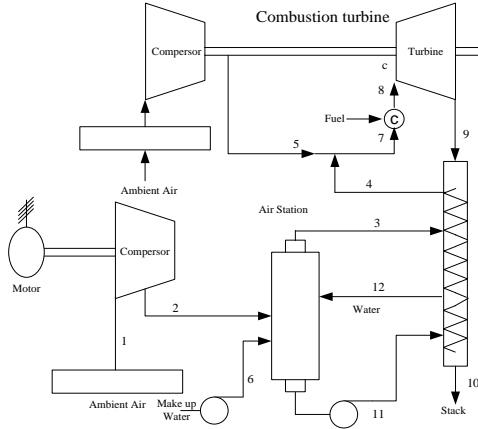 Combustion turbine
Compersor
Turbine
c
8
Fuel
C
7
5
9
Ambient Air
4
Air Station
3
Compersor
Motor
12
Water
2
1
6
Ambient Air
Make up
Water
11
10
Stack